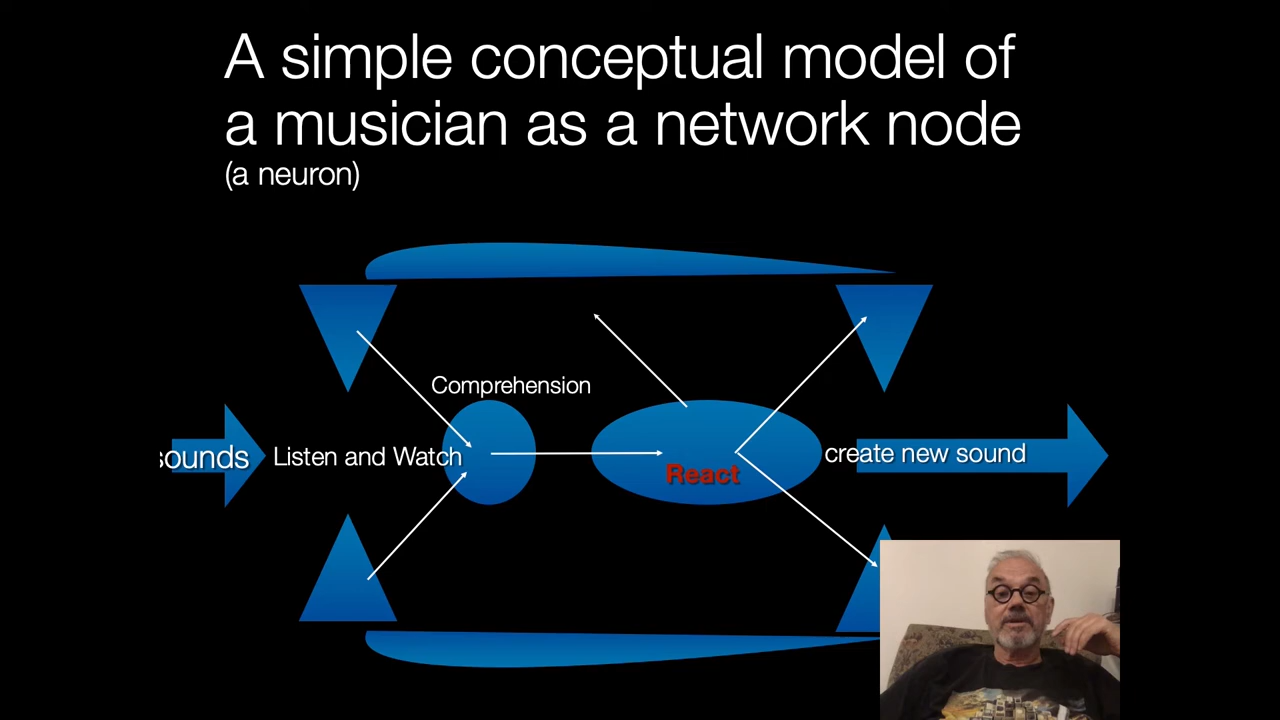 A simple conceptual model of
a musician as a network node
(a neuron)
Comprehension
sounds
Listen and Watch
React
create new sound